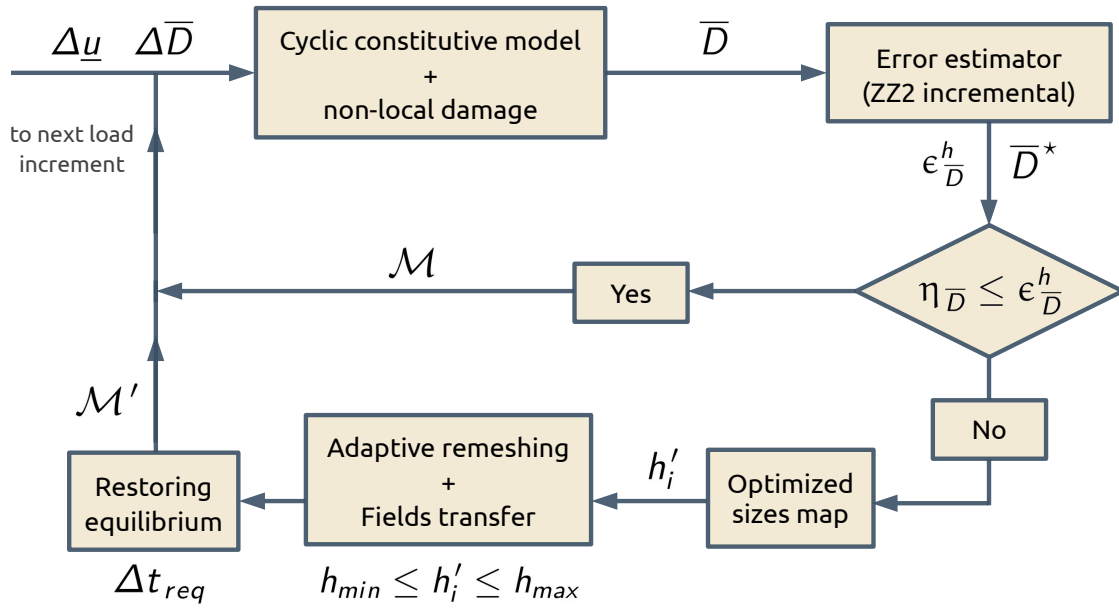 Δu̲ ΔD̅
Cyclic constitutive model
+
non-local damage
D̅
Error estimator
(ZZ2 incremental)
to next load
increment
ϵ^h_D̅ D̅^⋆
η_D̅ ≤ ϵ^h_D̅
Yes
ℳ
No
Optimized
sizes map
h′_i
Adaptive remeshing
+
Fields transfer
h_min ≤ h′_i ≤ h_max
Restoring
equilibrium
Δt_req
ℳ′